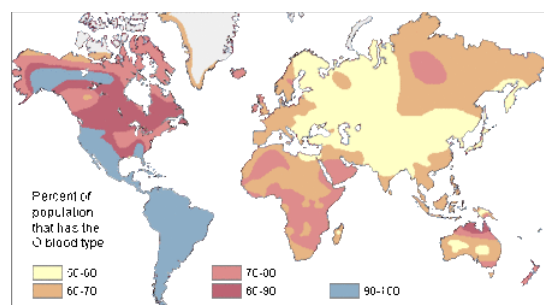 Percent of
population
that has the
O blood type
50-60
60-70
70-80
80-90
90-100